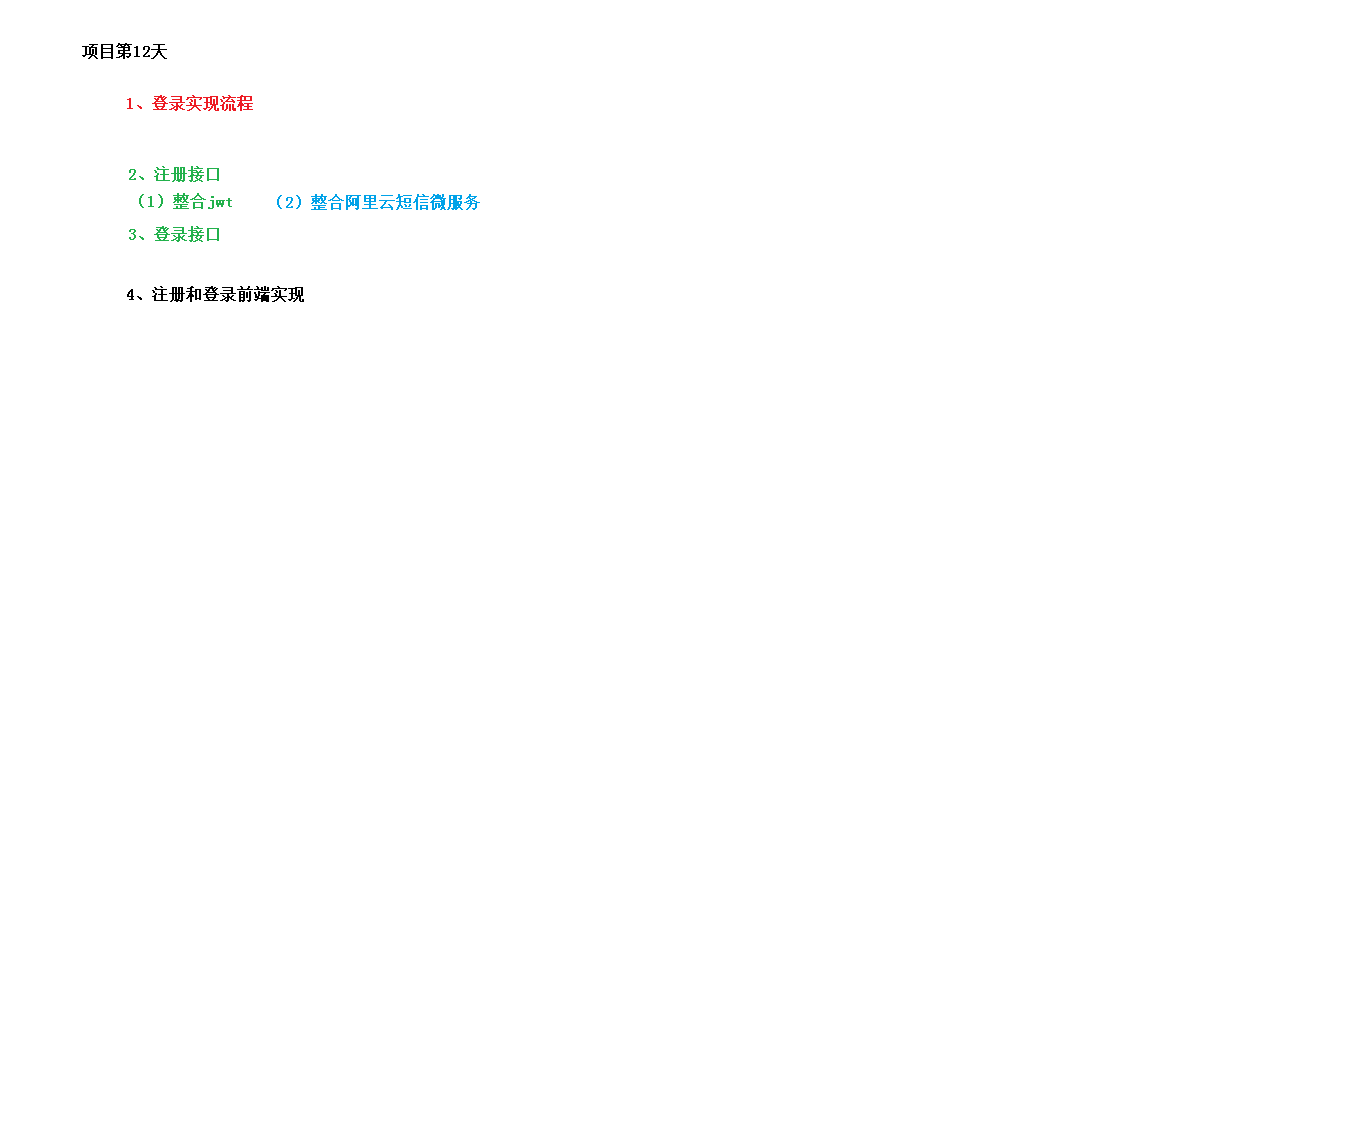 项目第12天
1、登录实现流程
2、注册接口
（1）整合jwt （2）整合阿里云短信微服务
3、登录接口
4、注册和登录前端实现